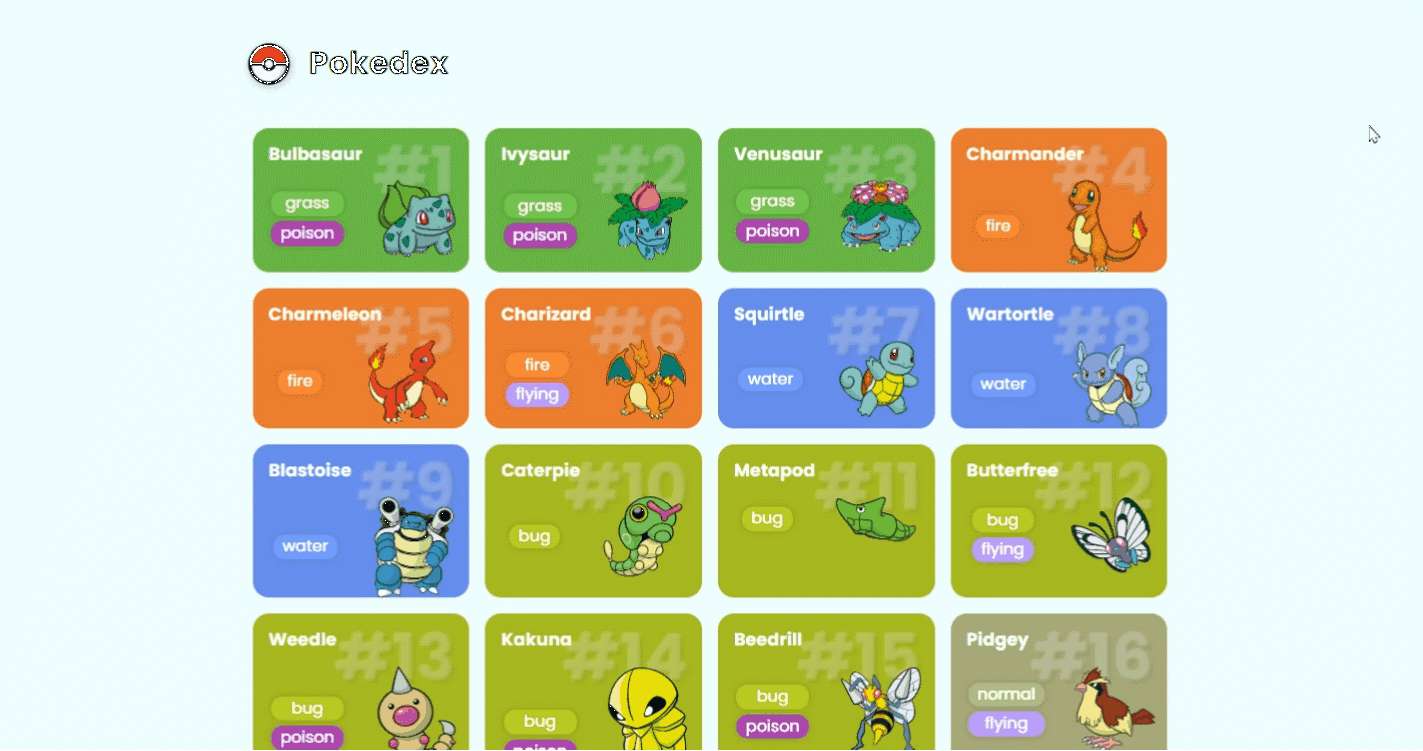 Pokedex
Bulbasaur
#1
grass
poison
Ivysaur
#2
grass
poison
Venusaur
#3
grass
poison
Charmander
#4
fire
Charmeleon
#5
fire
Charizard
#6
fire
flying
Squirtle
#7
water
Wartortle
#8
water
Blastoise
#9
water
Caterpie
#10
bug
Metapod
#11
bug
Butterfree
#12
bug
flying
Weedle
#13
bug
poison
Kakuna
#14
bug
poison
Beedrill
#15
bug
poison
Pidgey
#16
normal
flying